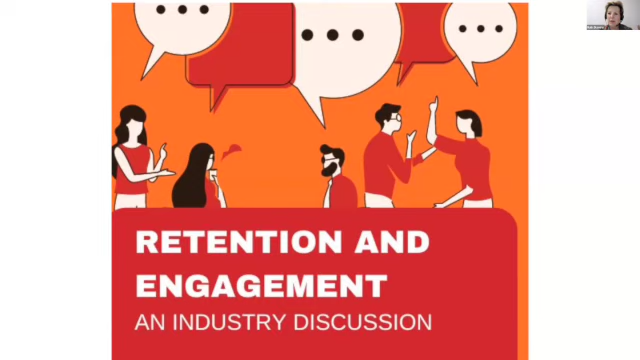 RETENTION AND
ENGAGEMENT
AN INDUSTRY DISCUSSION